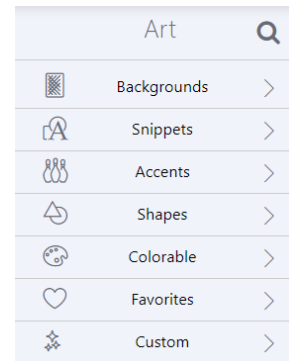 Art
Backgrounds
Snippets
Accents
Shapes
Colorable
Favorites
Custom